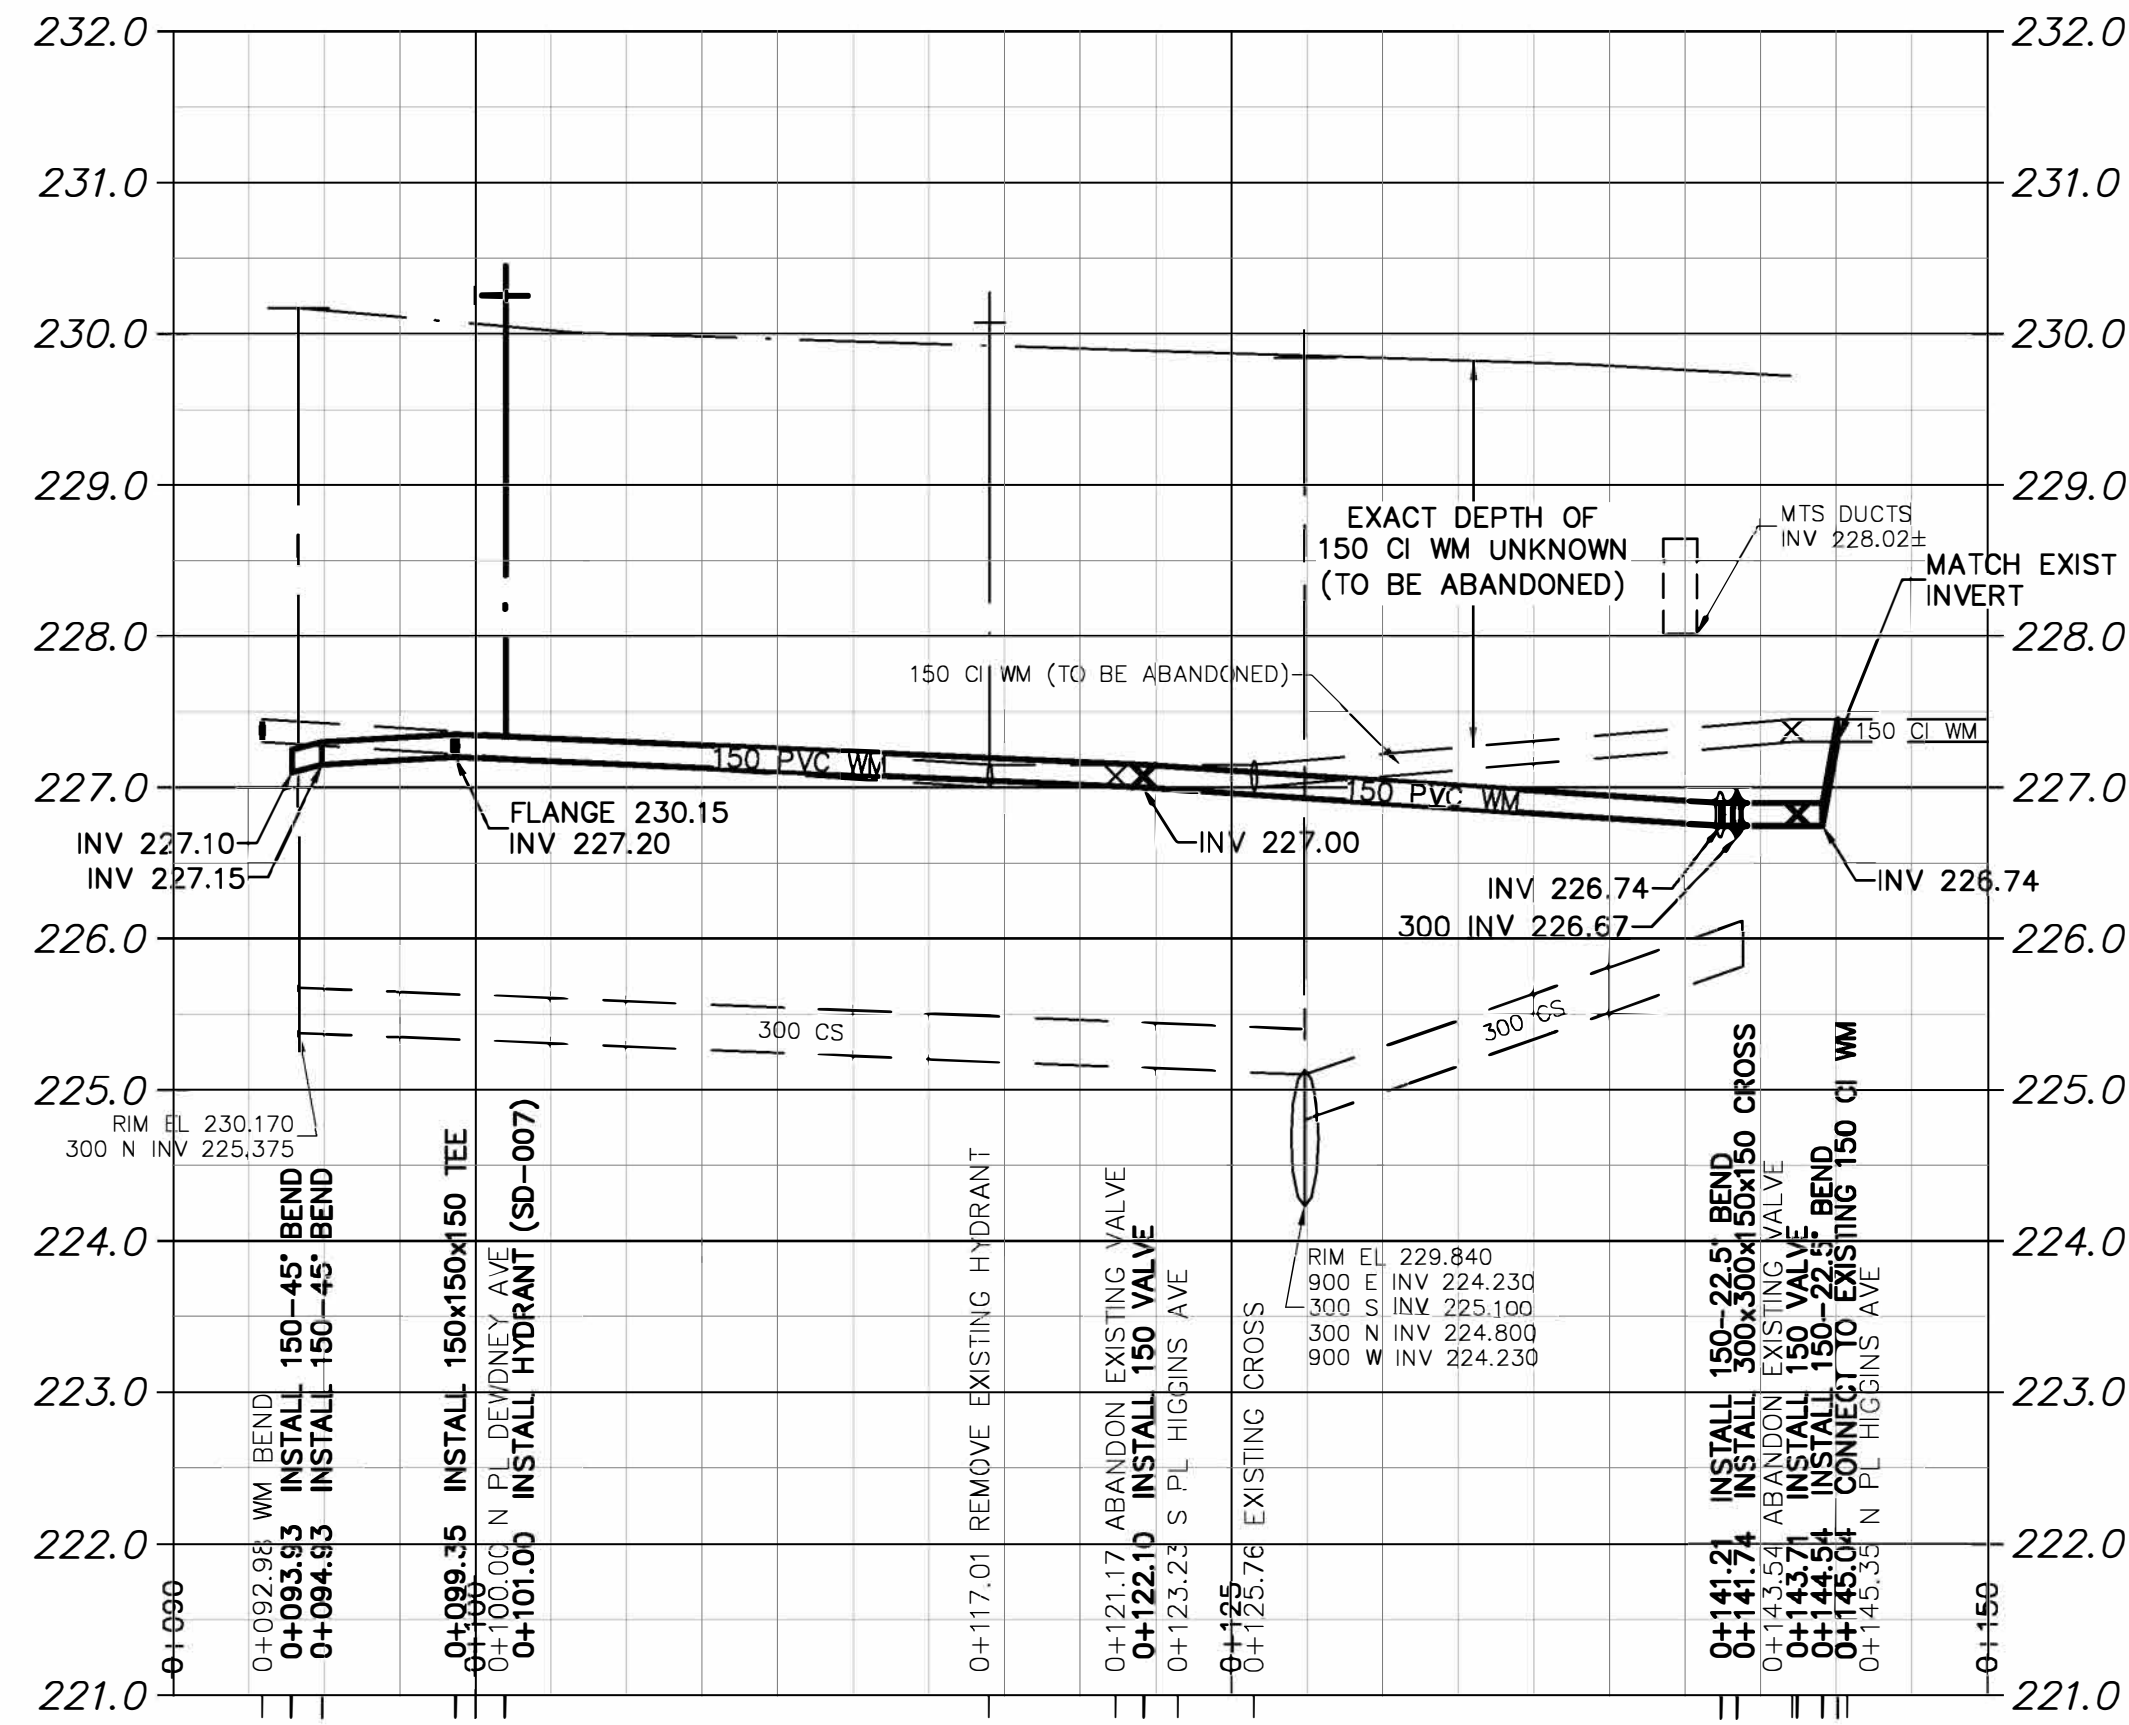 232.0
232.0
231.0
231.0
230.0
230.0
229.0
229.0
EXACT DEPTH OF
150 CI WM UNKNOWN
(TO BE ABANDONED)
MTS DUCTS
INV 228.02±
MATCH EXIST
INVERT
228.0
228.0
150 CI WM (TO BE ABANDONED)
150 CI WM
150 PVC WM
150 PVC WM
227.0
227.0
FLANGE 230.15
INV 227.20
INV 227.10
INV 227.15
INV 227.00
INV 226.74
300 INV 226.67
INV 226.74
226.0
226.0
300 CS
300 CS
225.0
225.0
RIM EL 230.170
300 N INV 225.375
224.0
224.0
RIM EL 229.840
900 E INV 224.230
300 S INV 225.100
300 N INV 224.800
900 W INV 224.230
223.0
223.0
222.0
222.0
221.0
221.0
0+090
0+092.98 WM BEND
0+093.93 INSTALL 150-45° BEND
0+094.93 INSTALL 150-45° BEND
0+099.35 INSTALL 150x150x150 TEE
0+100
0+100.00 N PL DEWDNEY AVE
0+101.00 INSTALL HYDRANT (SD-007)
0+117.01 REMOVE EXISTING HYDRANT
0+121.17 ABANDON EXISTING VALVE
0+122.10 INSTALL 150 VALVE
0+123.23 S PL HIGGINS AVE
0+125
0+125.76 EXISTING CROSS
0+141.21 INSTALL 150-22.5° BEND
0+141.74 INSTALL 300x300x150x150 CROSS
0+143.54 ABANDON EXISTING VALVE
0+143.71 INSTALL 150 VALVE
0+144.54 INSTALL 150-22.5° BEND
0+145.04 CONNECT TO EXISTING 150 CI WM
0+145.35 N PL HIGGINS AVE
0+150